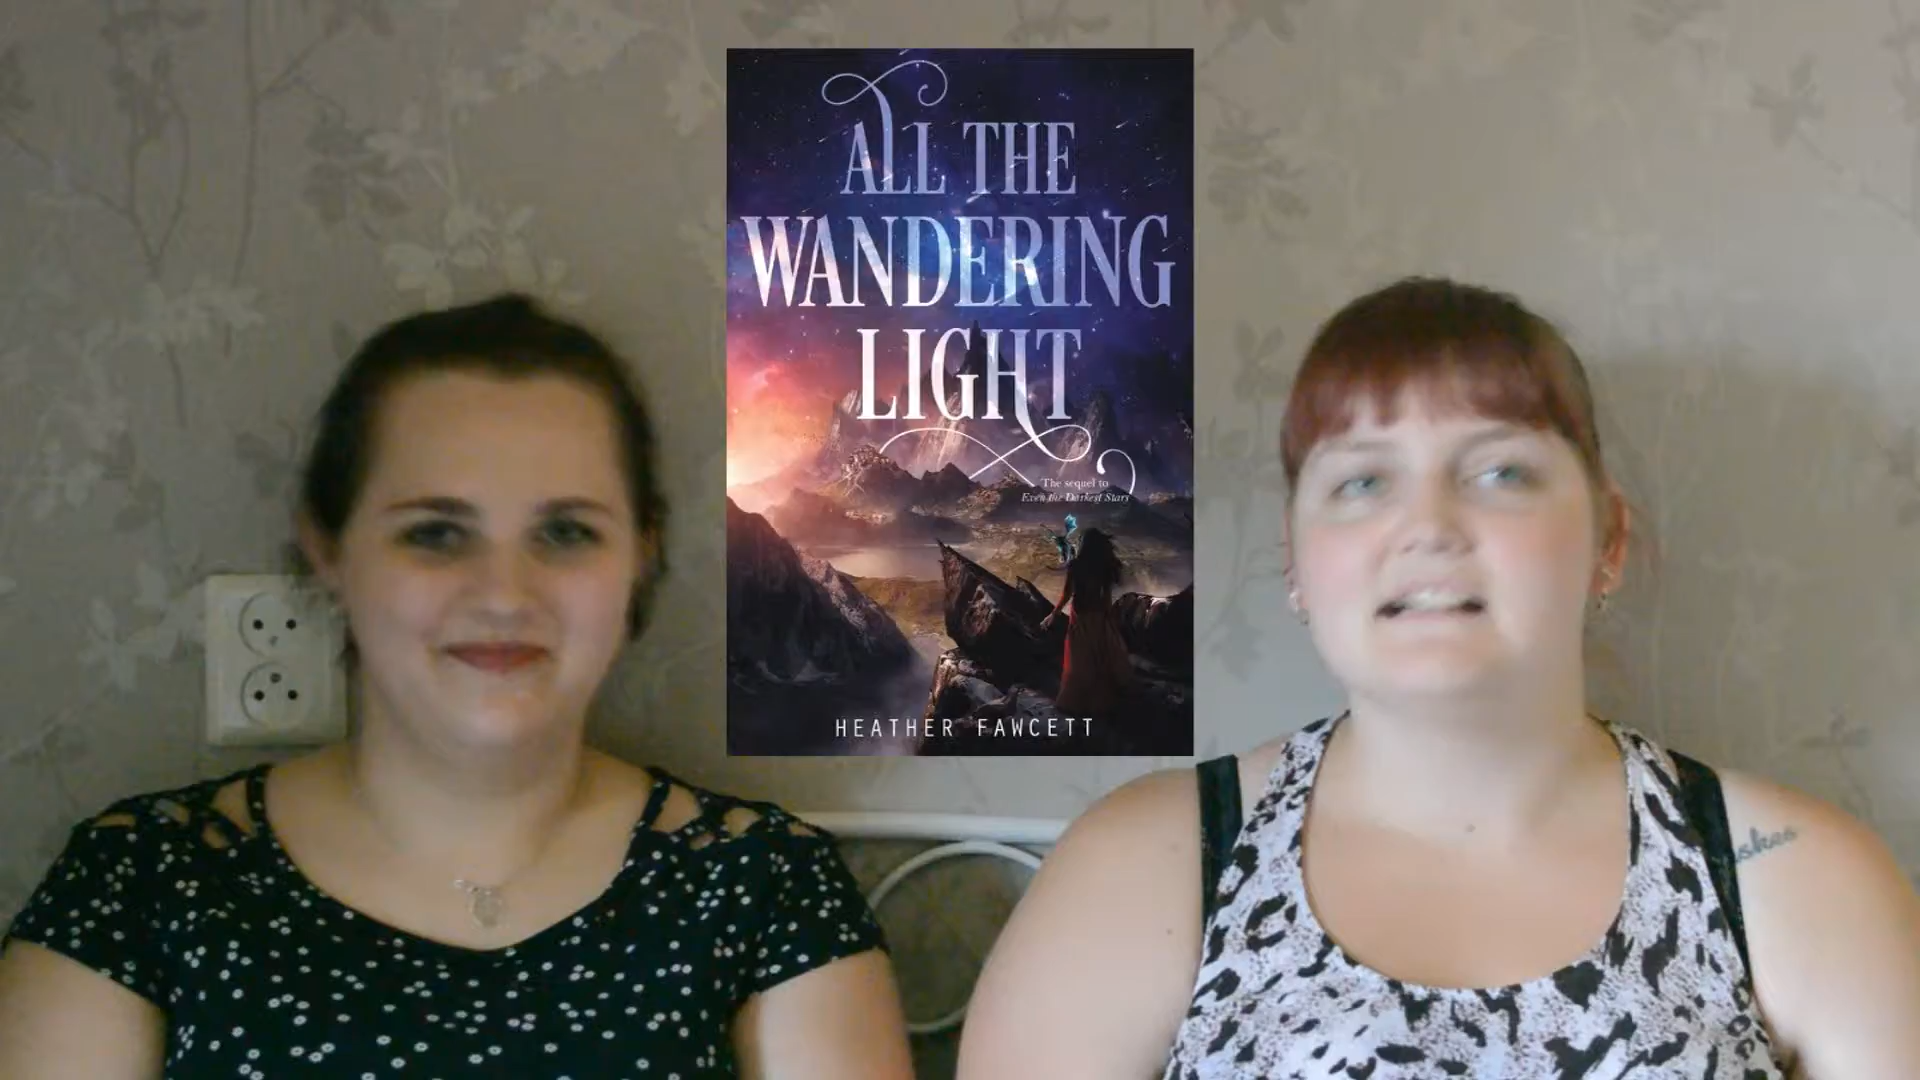 ALL THE
WANDERING
LIGHT
The sequel to
Even the Darkest Stars
HEATHER FAWCETT